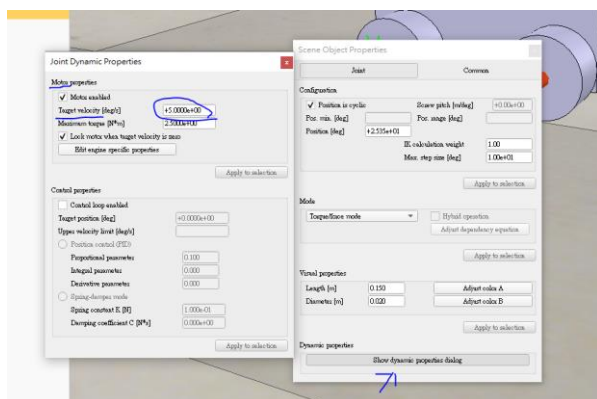 Joint Dynamic Properties
Motor properties
Motor enabled
Target velocity [deg/s] +5.0000e+00
Maximum torque [N*m] 2.5000e+00
Lock motor when target velocity is zero
Edit engine specific properties
Apply to selection
Control properties
Control loop enabled
Target position [deg] +0.0000e+00
Upper velocity limit [deg/s]
Position control (PID)
Proportional parameter 0.100
Integral parameter 0.000
Derivative parameter 0.000
Spring-damper mode
Spring constant K [N] 1.000e-01
Damping coefficient C [N*s] 0.000e+00
Apply to selection
Scene Object Properties
Joint Common
Configuration
Position is cyclic Screw pitch [m/deg] +0.00e+00
Pos. min. [deg] Pos. range [deg]
Position [deg] +2.535e+01
IK calculation weight 1.00
Max. step size [deg] 1.00e+01
Apply to selection
Mode
Torque/force mode Hybrid operation
Adjust dependency equation
Apply to selection
Visual properties
Length [m] 0.150 Adjust color A
Diameter [m] 0.020 Adjust color B
Apply to selection
Dynamic properties
Show dynamic properties dialog